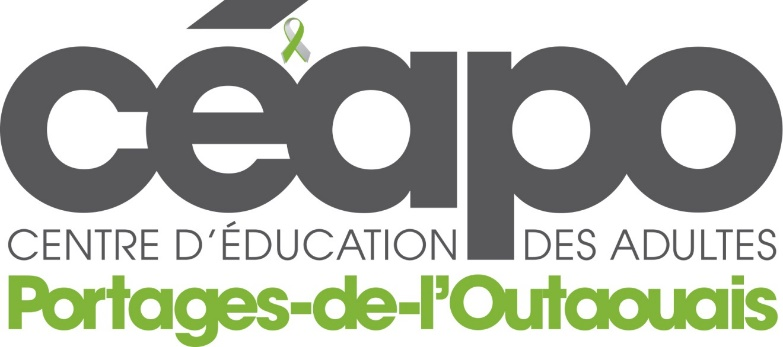 céapo
CENTRE D'ÉDUCATION DES ADULTES
Portages-de-l'Outaouais